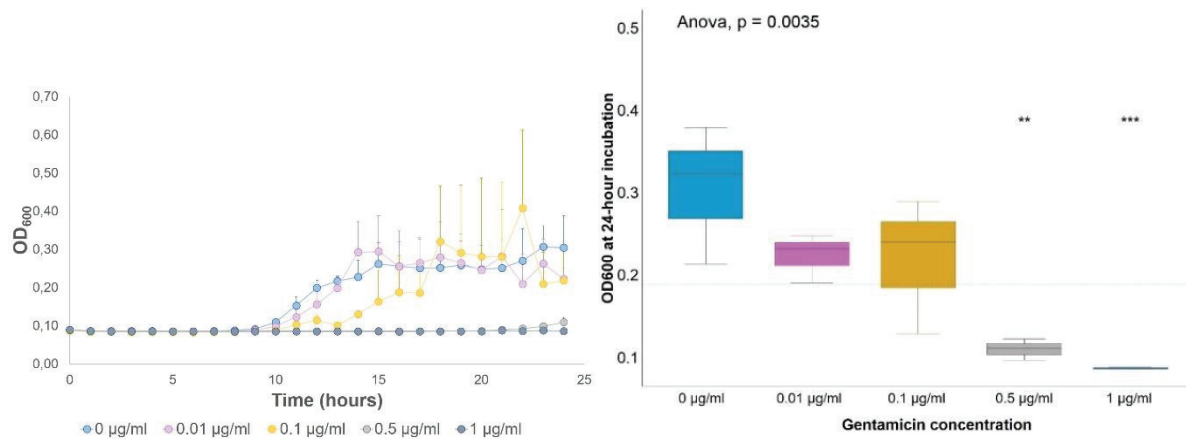 0,70
0,60
0,50
0,40
0,30
0,20
0,10
0,00
OD600
0 5 10 15 20 25
Time (hours)
0 µg/ml 0.01 µg/ml 0.1 µg/ml 0.5 µg/ml 1 µg/ml
Anova, p = 0.0035
0.5
0.4
0.3
0.2
0.1
** ***
OD600 at 24-hour incubation
0 µg/ml 0.01 µg/ml 0.1 µg/ml 0.5 µg/ml 1 µg/ml
Gentamicin concentration